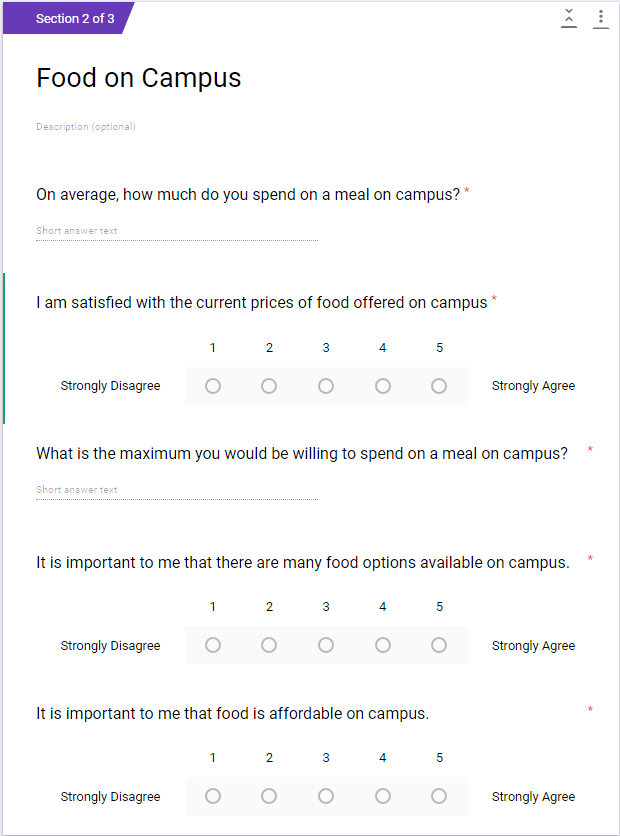 Section 2 of 3
Food on Campus
Description (optional)
On average, how much do you spend on a meal on campus? *
Short answer text
I am satisfied with the current prices of food offered on campus *
1 2 3 4 5
Strongly Disagree Strongly Agree
What is the maximum you would be willing to spend on a meal on campus? *
Short answer text
It is important to me that there are many food options available on campus. *
1 2 3 4 5
Strongly Disagree Strongly Agree
It is important to me that food is affordable on campus. *
1 2 3 4 5
Strongly Disagree Strongly Agree